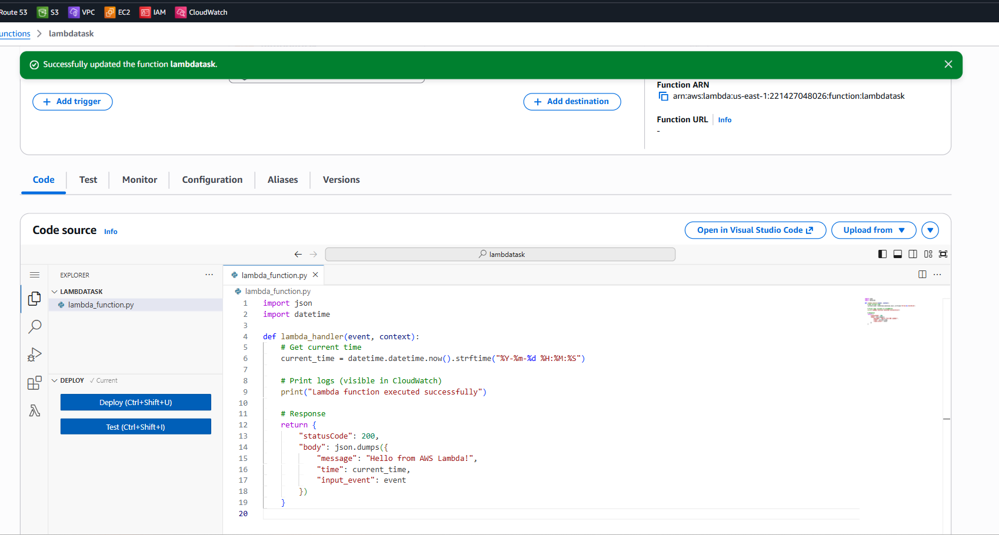 Route 53 S3 VPC EC2 IAM CloudWatch
unctions > lambdatask
Successfully updated the function lambdatask.
Function ARN
+ Add trigger
+ Add destination
arn:aws:lambda:us-east-1:221427048026:function:lambdatask
Function URL Info
-
Code Test Monitor Configuration Aliases Versions
Code source Info
Open in Visual Studio Code Upload from
lambdatask
EXPLORER ...
lambda_function.py ×
LAMBDATASK
lambda_function.py
lambda_function.py
1 import json
2 import datetime
3
4 def lambda_handler(event, context):
5 # Get current time
6 current_time = datetime.datetime.now().strftime("%Y-%m-%d %H:%M:%S")
7
8 # Print logs (visible in CloudWatch)
9 print("Lambda function executed successfully")
10
11 # Response
12 return {
13 "statusCode": 200,
14 "body": json.dumps({
15 "message": "Hello from AWS Lambda!",
16 "time": current_time,
17 "input_event": event
18 })
19 }
20
DEPLOY ✓ Current
Deploy (Ctrl+Shift+U)
Test (Ctrl+Shift+I)